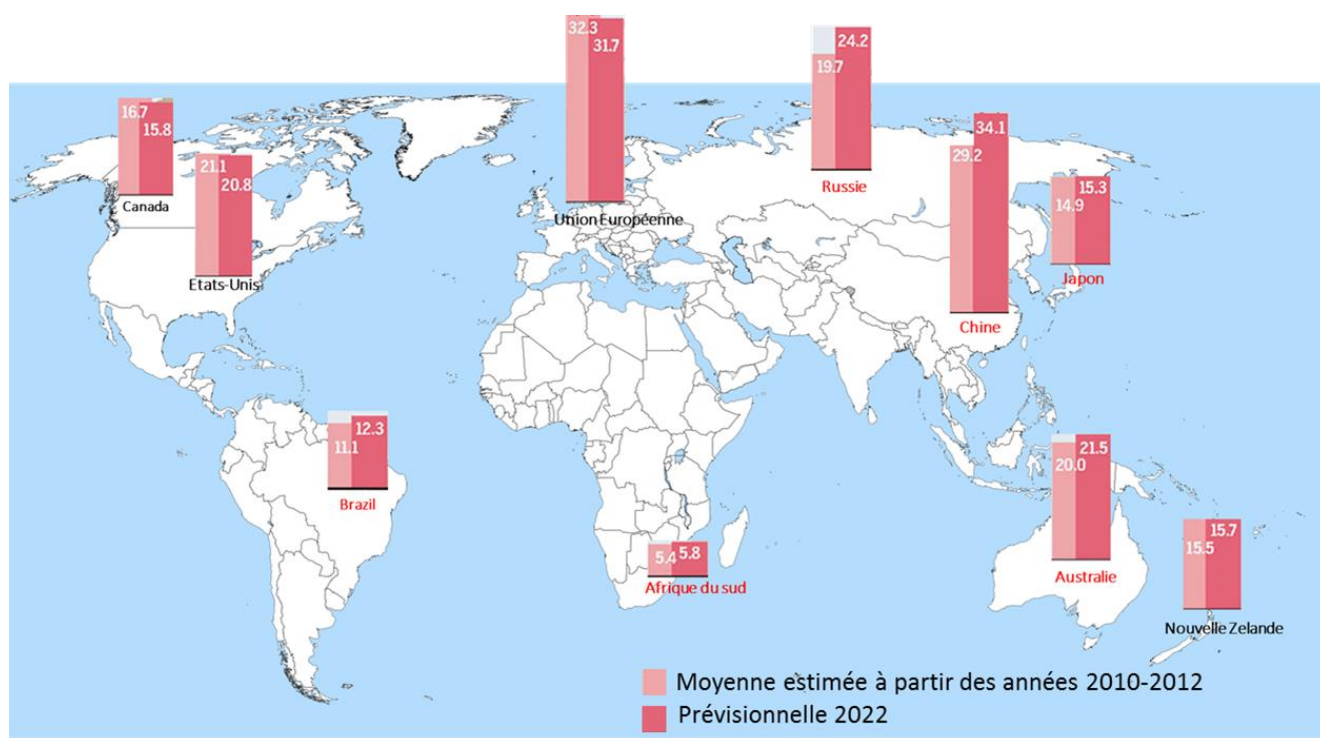 32.3
31.7
Union Européenne
19.7
24.2
Russie
16.7
15.8
Canada
21.1
20.8
Etats-Unis
29.2
34.1
Chine
14.9
15.3
Japon
11.1
12.3
Brazil
5.4
5.8
Afrique du sud
20.0
21.5
Australie
15.5
15.7
Nouvelle Zelande
Moyenne estimée à partir des années 2010-2012
Prévisionnelle 2022